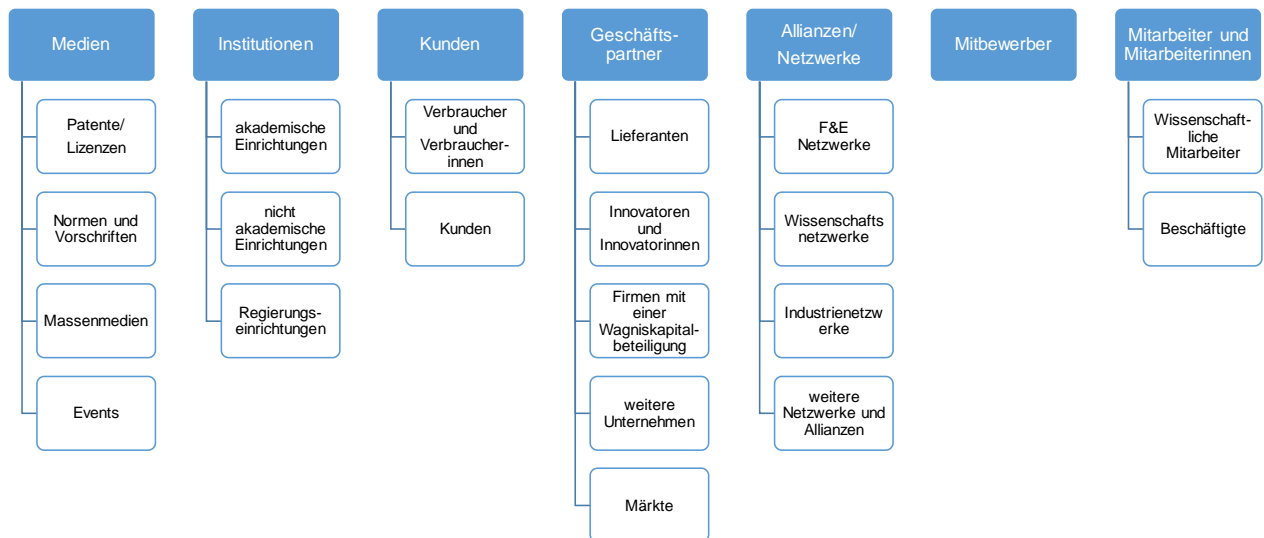 Medien
Patente/
Lizenzen
Normen und
Vorschriften
Massenmedien
Events
Institutionen
akademische
Einrichtungen
nicht
akademische
Einrichtungen
Regierungs-
einrichtungen
Kunden
Verbraucher
und
Verbraucher-
innen
Kunden
Geschäfts-
partner
Lieferanten
Innovatoren
und
Innovatorinnen
Firmen mit
einer
Wagniskapital-
beteiligung
weitere
Unternehmen
Märkte
Allianzen/
Netzwerke
F&E
Netzwerke
Wissenschafts
netzwerke
Industrienetzw
erke
weitere
Netzwerke und
Allianzen
Mitbewerber
Mitarbeiter und
Mitarbeiterinnen
Wissenschaft-
liche
Mitarbeiter
Beschäftigte